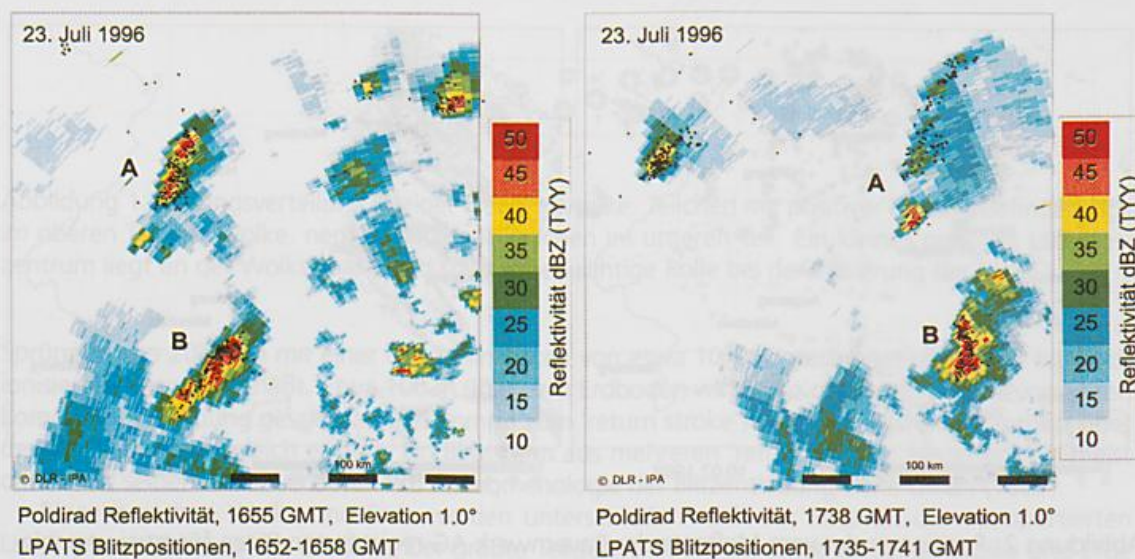 23. Juli 1996
A
B
50
45
40
35
30
25
20
15
10
Reflektivität dBZ (TYY)
100 km
© DLR - IPA
Poldirad Reflektivität, 1655 GMT, Elevation 1.0°
LPATS Blitzpositionen, 1652-1658 GMT
23. Juli 1996
A
B
50
45
40
35
30
25
20
15
10
Reflektivität dBZ (TYY)
100 km
© DLR - IPA
Poldirad Reflektivität, 1738 GMT, Elevation 1.0°
LPATS Blitzpositionen, 1735-1741 GMT